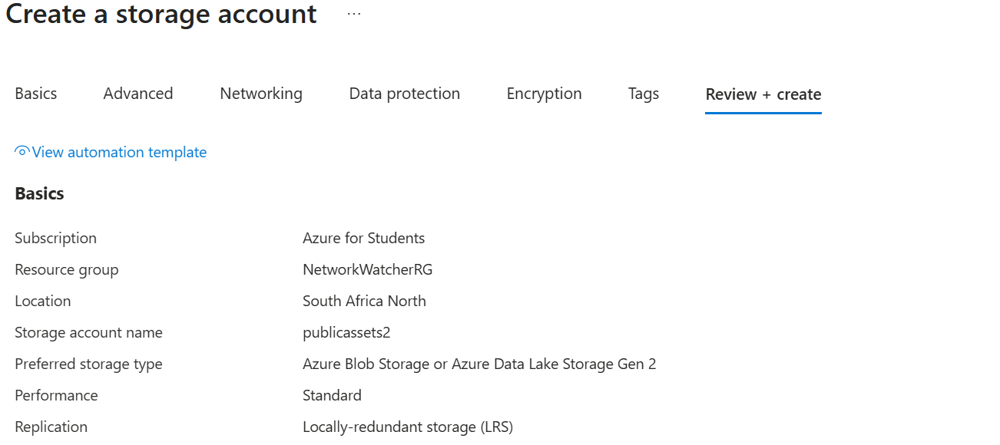 Create a storage account ...
Basics Advanced Networking Data protection Encryption Tags Review + create
View automation template
Basics
Subscription Azure for Students
Resource group NetworkWatcherRG
Location South Africa North
Storage account name publicassets2
Preferred storage type Azure Blob Storage or Azure Data Lake Storage Gen 2
Performance Standard
Replication Locally-redundant storage (LRS)